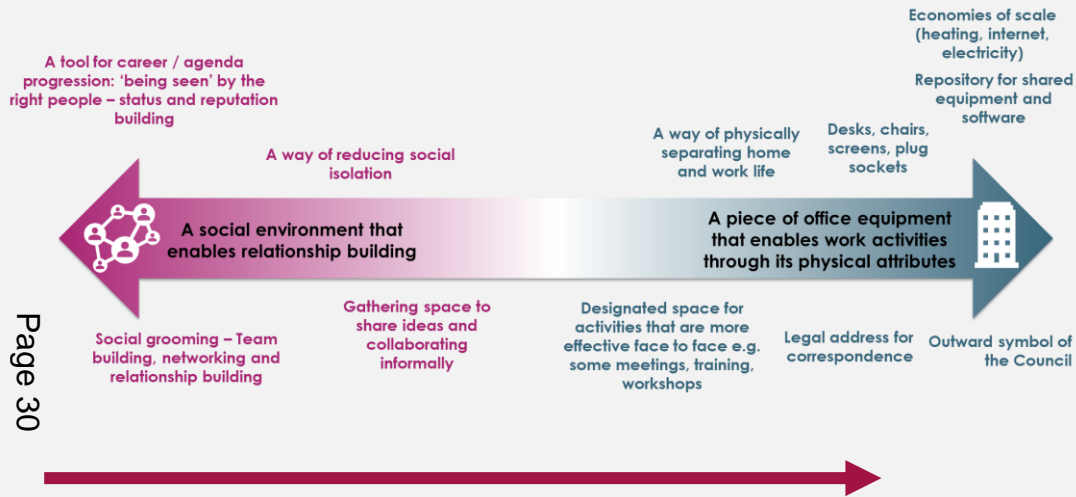 Economies of scale
(heating, internet,
electricity)
A tool for career / agenda
progression: 'being seen' by the
right people – status and reputation
building
Repository for shared
equipment and
software
A way of physically
separating home
and work life
Desks, chairs,
screens, plug
sockets
A way of reducing social
isolation
A social environment that
enables relationship building
A piece of office equipment
that enables work activities
through its physical attributes
Social grooming – Team
building, networking and
relationship building
Gathering space to
share ideas and
collaborating
informally
Designated space for
activities that are more
effective face to face e.g.
some meetings, training,
workshops
Legal address for
correspondence
Outward symbol of
the Council
Page 30